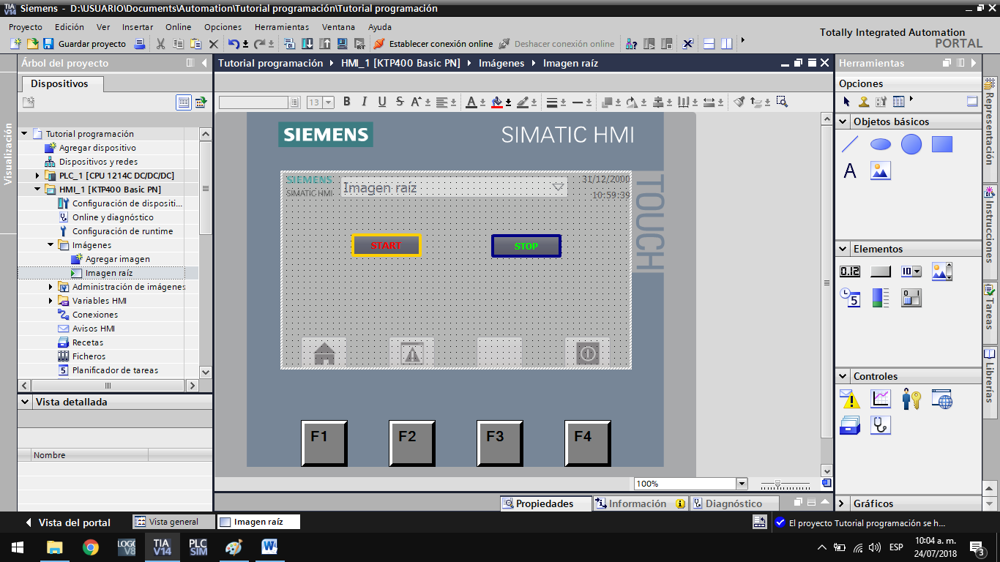 TIA V14 Siemens - D:\USUARIO\Documents\Automation\Tutorial programación\Tutorial programación
Proyecto Edición Ver Insertar Online Opciones Herramientas Ventana Ayuda
Totally Integrated Automation
PORTAL
Guardar proyecto Establecer conexión online Deshacer conexión online
Árbol del proyecto
Dispositivos
Visualización
Tutorial programación
Agregar dispositivo
Dispositivos y redes
PLC_1 [CPU 1214C DC/DC/DC]
HMI_1 [KTP400 Basic PN]
Configuración de dispositi...
Online y diagnóstico
Configuración de runtime
Imágenes
Agregar imagen
Imagen raíz
Administración de imágenes
Variables HMI
Conexiones
Avisos HMI
Recetas
Ficheros
Planificador de tareas
Vista detallada
Nombre
Tutorial programación HMI_1 [KTP400 Basic PN] Imágenes Imagen raíz
13 B I U S A A
SIEMENS SIMATIC HMI
SIEMENS
SIMATIC HMI
Imagen raíz
31/12/2000
10:59:39
TOUCH
START STOP
F1 F2 F3 F4
100%
Propiedades Información Diagnóstico
Herramientas
Opciones
Objetos básicos
A
Elementos
0.12 10
5 0 1
Controles
Gráficos
Representación
Instrucciones
Tareas
Librerías
Vista del portal Vista general Imagen raíz El proyecto Tutorial programación se h...
LOGO V8 TIA V14 PLC SIM W ESP
10:04 a. m.
24/07/2018
3